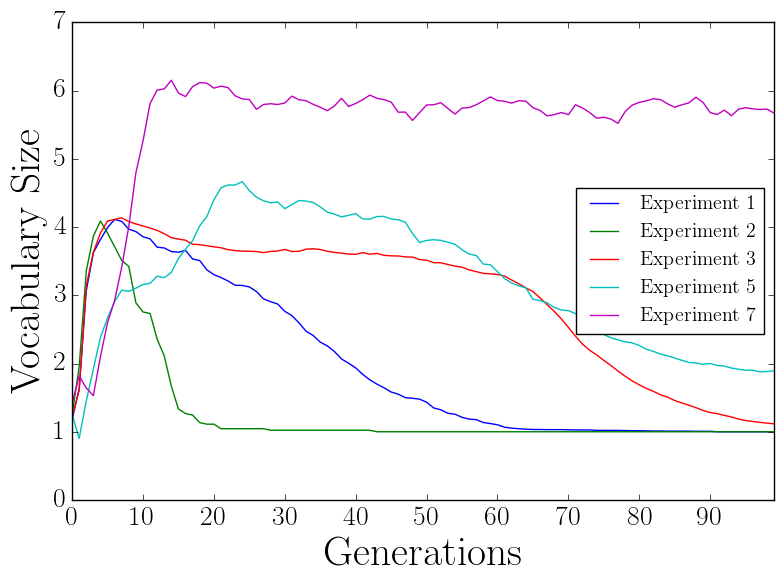 7
6
5
4
3
2
1
0
Vocabulary Size
Experiment 1
Experiment 2
Experiment 3
Experiment 5
Experiment 7
0 10 20 30 40 50 60 70 80 90
Generations